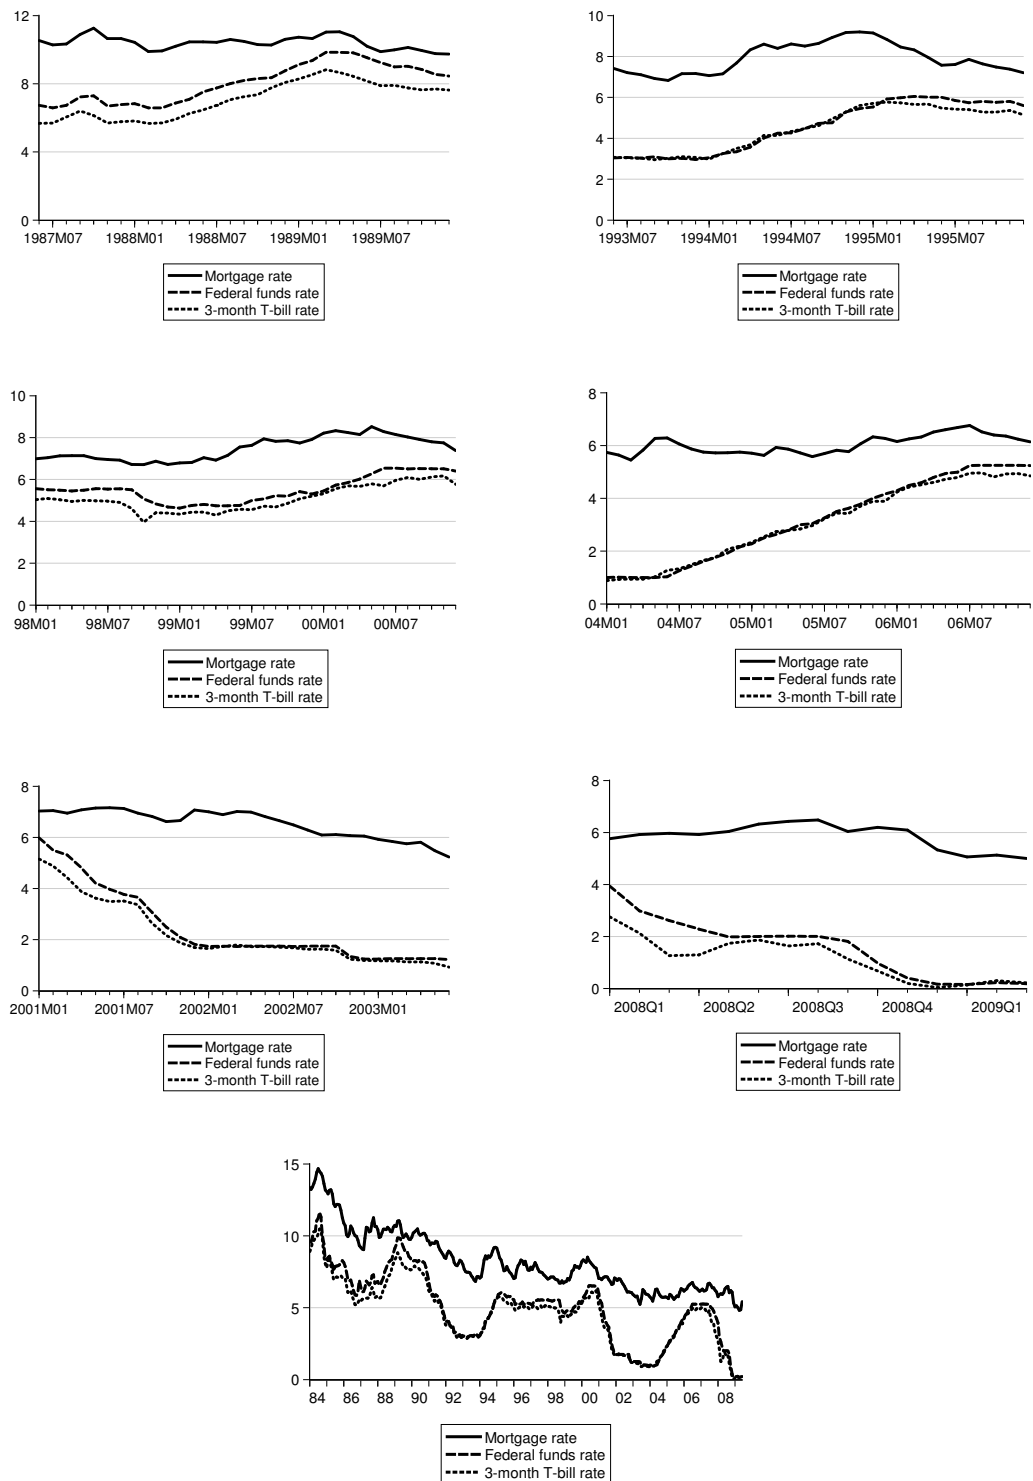 12
8
4
0
1987M07 1988M01 1988M07 1989M01 1989M07
Mortgage rate
Federal funds rate
3-month T-bill rate
10
8
6
4
2
0
1993M07 1994M01 1994M07 1995M01 1995M07
Mortgage rate
Federal funds rate
3-month T-bill rate
10
8
6
4
2
0
98M01 98M07 99M01 99M07 00M01 00M07
Mortgage rate
Federal funds rate
3-month T-bill rate
8
6
4
2
0
04M01 04M07 05M01 05M07 06M01 06M07
Mortgage rate
Federal funds rate
3-month T-bill rate
8
6
4
2
0
2001M01 2001M07 2002M01 2002M07 2003M01
Mortgage rate
Federal funds rate
3-month T-bill rate
8
6
4
2
0
2008Q1 2008Q2 2008Q3 2008Q4 2009Q1
Mortgage rate
Federal funds rate
3-month T-bill rate
15
10
5
0
84 86 88 90 92 94 96 98 00 02 04 06 08
Mortgage rate
Federal funds rate
3-month T-bill rate